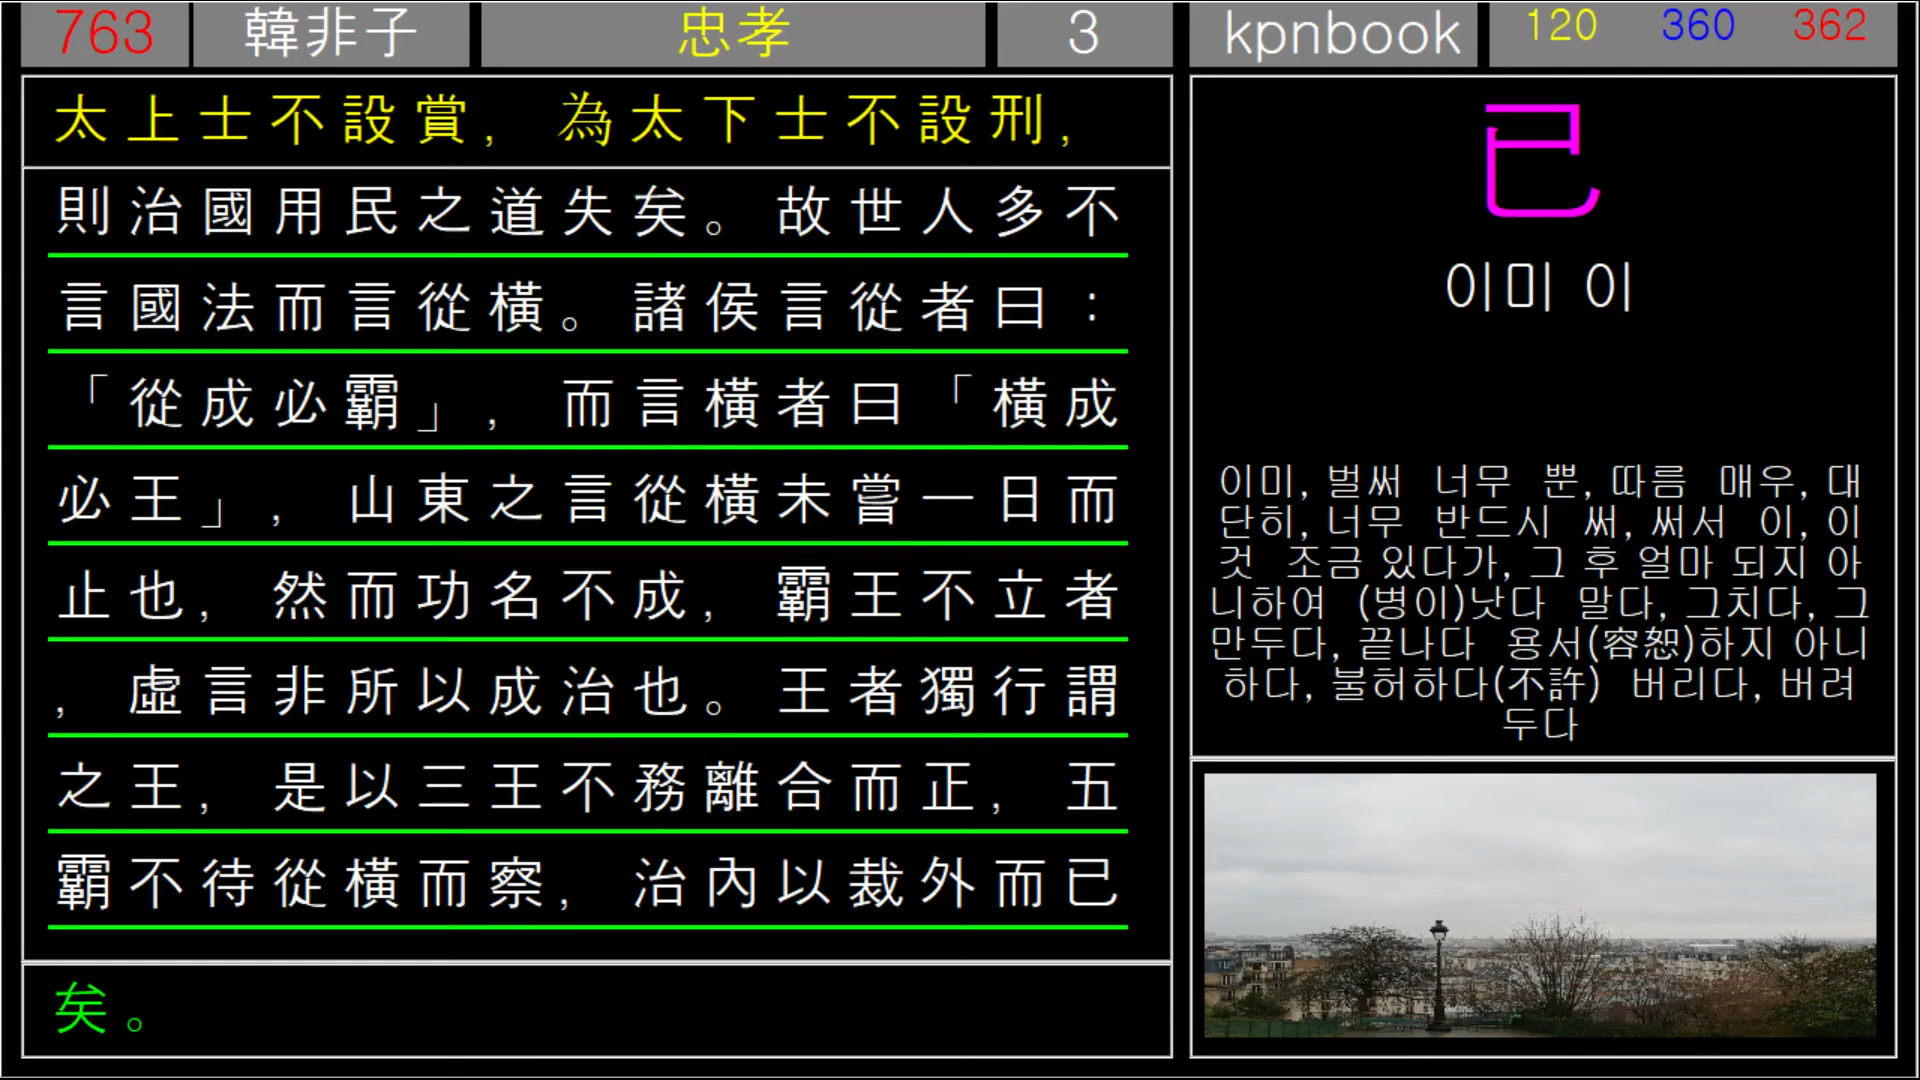 763 韓非子 忠孝 3 kpnbook 120 360 362
太上士不設賞, 為太下士不設刑,
則治國用民之道失矣。故世人多不
言國法而言從橫。諸侯言從者曰:
「從成必霸」, 而言橫者曰「橫成
必王」, 山東之言從橫未嘗一日而
止也, 然而功名不成, 霸王不立者
, 虛言非所以成治也。王者獨行謂
之王, 是以三王不務離合而正, 五
霸不待從橫而察, 治內以裁外而已
矣。
已
이미 이
이미, 벌써 너무 뿐, 따름 매우, 대
단히, 너무 반드시 써, 써서 이, 이
것 조금 있다가, 그 후 얼마 되지 아
니하여 (병이)낫다 말다, 그치다, 그
만두다, 끝나다 용서(容恕)하지 아니
하다, 불허하다(不許) 버리다, 버려
두다